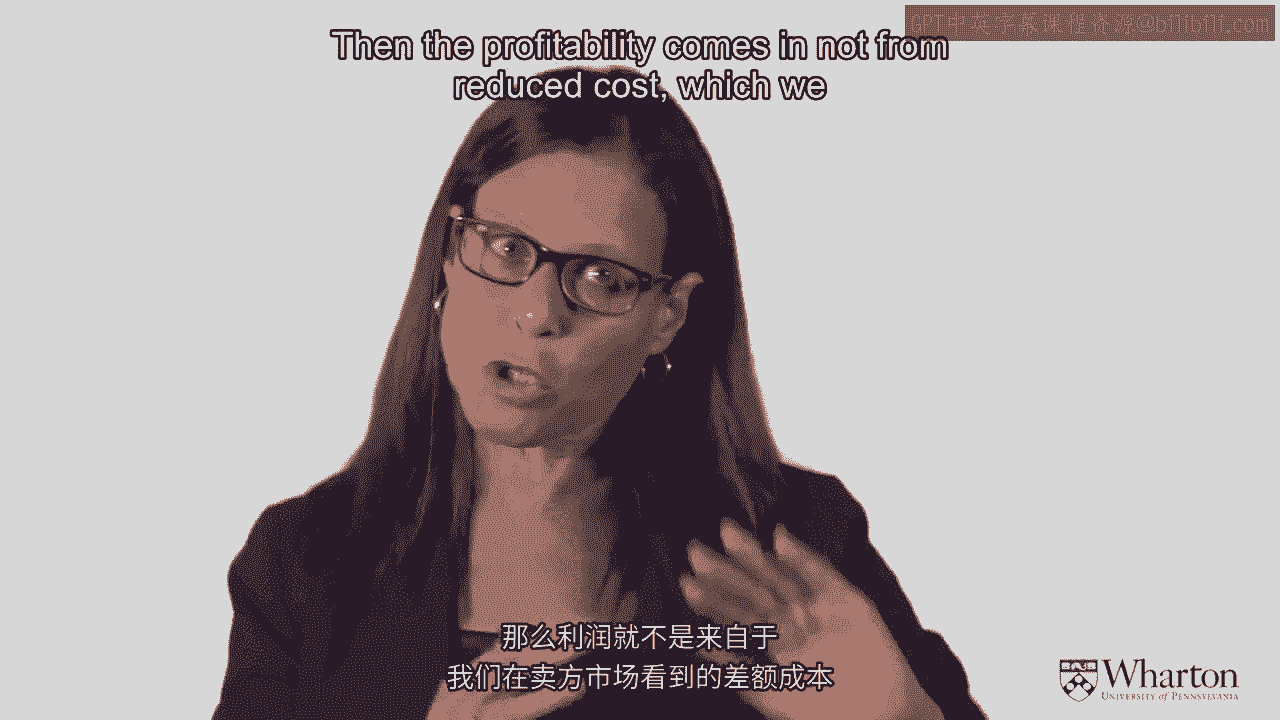 Then the profitability comes in not from
reduced cost, which we
那么利润就不是来自于
我们在卖方市场看到的差额成本
Wharton
UNIVERSITY of PENNSYLVANIA